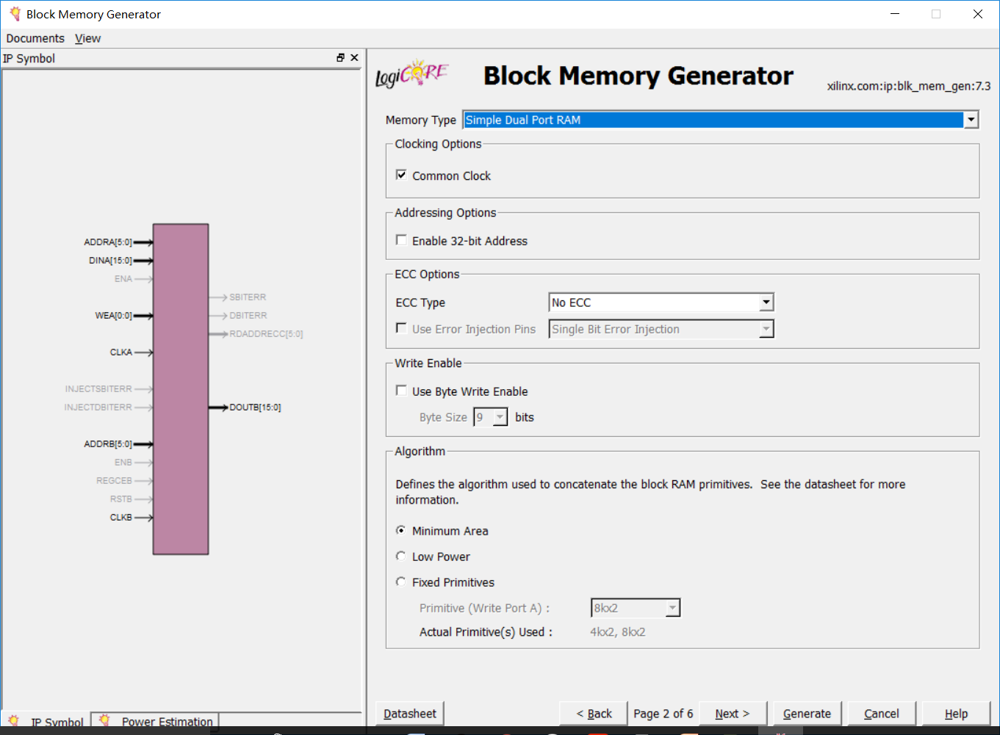 Block Memory Generator
Documents View
IP Symbol
ADDRA[5:0]
DINA[15:0]
ENA
SBITERR
WEA[0:0]
DBITERR
RDADDRECC[5:0]
CLKA
INJECTSBITERR
INJECTDBITERR
DOUTB[15:0]
ADDRB[5:0]
ENB
REGCEB
RSTB
CLKB
IP Symbol
Power Estimation
LogiCORE
Block Memory Generator
xilinx.com:ip:blk_mem_gen:7.3
Memory Type Simple Dual Port RAM
Clocking Options
Common Clock
Addressing Options
Enable 32-bit Address
ECC Options
ECC Type No ECC
Use Error Injection Pins Single Bit Error Injection
Write Enable
Use Byte Write Enable
Byte Size 9 bits
Algorithm
Defines the algorithm used to concatenate the block RAM primitives. See the datasheet for more
information.
Minimum Area
Low Power
Fixed Primitives
Primitive (Write Port A) : 8kx2
Actual Primitive(s) Used : 4kx2, 8kx2
Datasheet < Back Page 2 of 6 Next > Generate Cancel Help